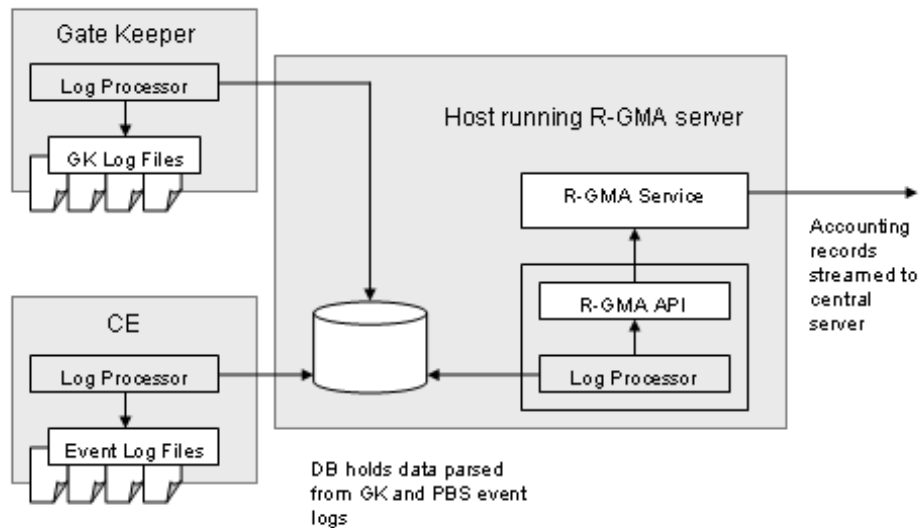 Gate Keeper
Log Processor
GK Log Files
Host running R-GMA server
R-GMA Service
R-GMA API
Log Processor
Accounting
records
streamed to
central
server
CE
Log Processor
Event Log Files
DB holds data parsed
from GK and PBS event
logs